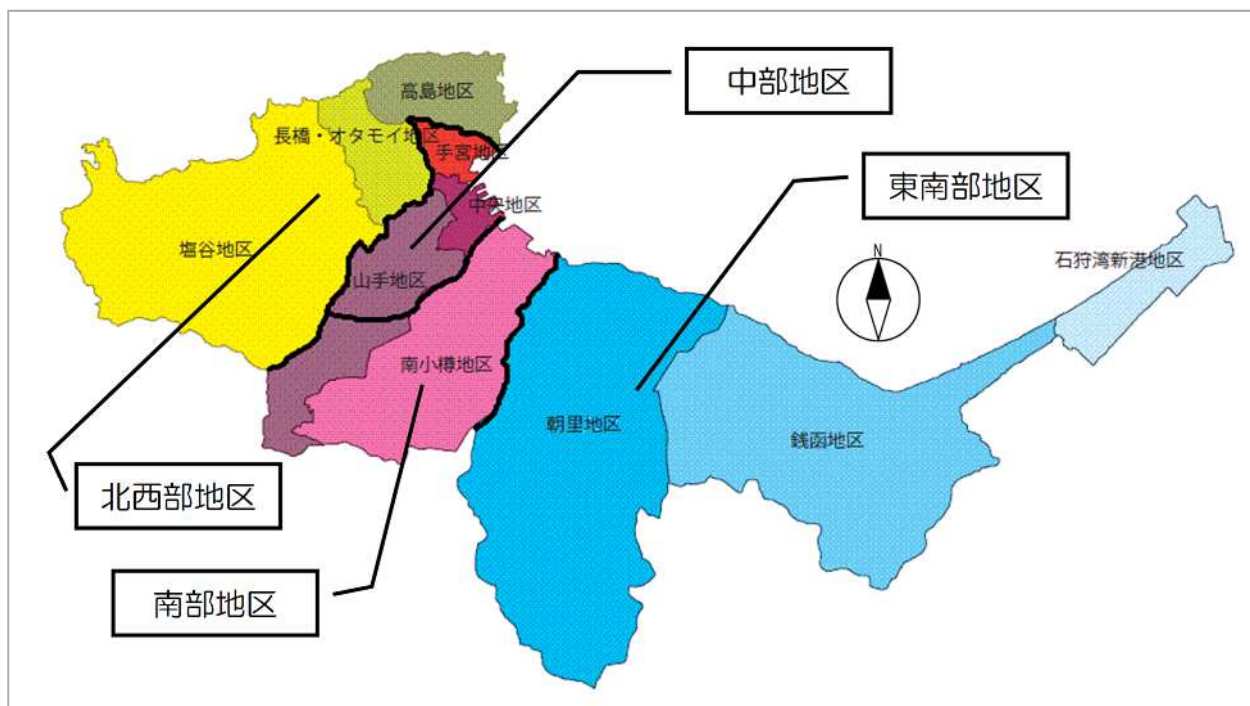 中部地区
高島地区
長橋・オタモイ地区
手宮地区
東南部地区
中央地区
塩谷地区
N
石狩湾新港地区
山手地区
南小樽地区
朝里地区
銭函地区
北西部地区
南部地区